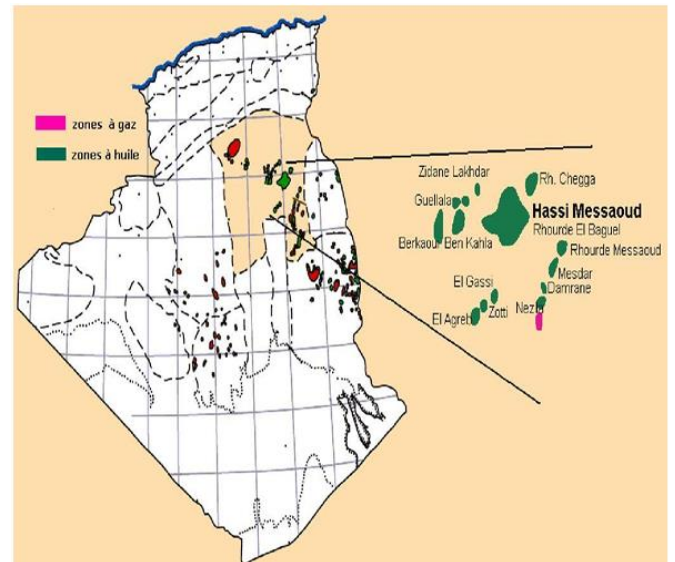 zones à gaz
zones à huile
Zidane Lakhdar
Rh. Chegga
Guellala
Hassi Messaoud
Rhourde El Baguel
Berkaoui
Ben Kahla
Rhourde Messaoud
Mesdar
El Gassi
Damrane
Zotti
Nezla
El Agreb